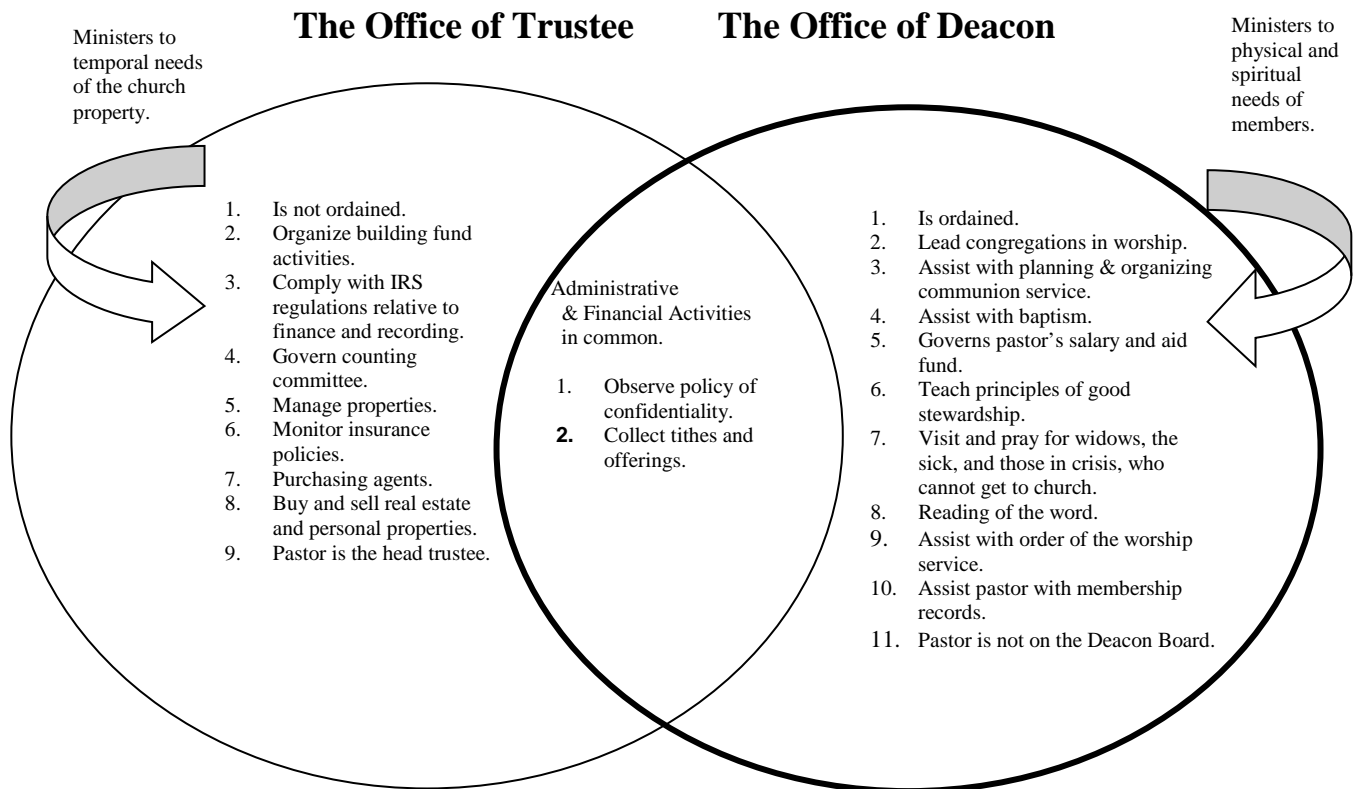 The Office of Trustee
The Office of Deacon
Ministers to
temporal needs
of the church
property.
Ministers to
physical and
spiritual
needs of
members.
1. Is not ordained.
2. Organize building fund
activities.
3. Comply with IRS
regulations relative to
finance and recording.
4. Govern counting
committee.
5. Manage properties.
6. Monitor insurance
policies.
7. Purchasing agents.
8. Buy and sell real estate
and personal properties.
9. Pastor is the head trustee.
Administrative
& Financial Activities
in common.
1. Observe policy of
confidentiality.
2. Collect tithes and
offerings.
1. Is ordained.
2. Lead congregations in worship.
3. Assist with planning & organizing
communion service.
4. Assist with baptism.
5. Governs pastor’s salary and aid
fund.
6. Teach principles of good
stewardship.
7. Visit and pray for widows, the
sick, and those in crisis, who
cannot get to church.
8. Reading of the word.
9. Assist with order of the worship
service.
10. Assist pastor with membership
records.
11. Pastor is not on the Deacon Board.